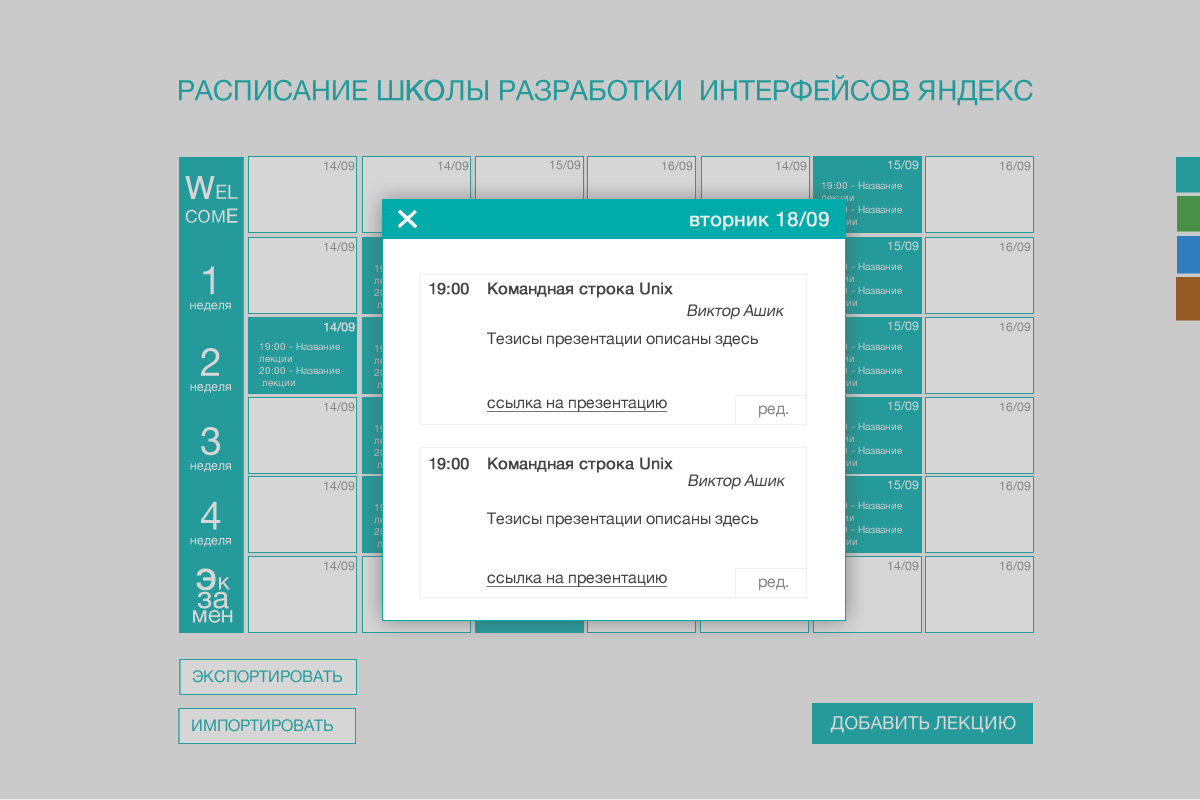 РАСПИСАНИЕ ШКОЛЫ РАЗРАБОТКИ ИНТЕРФЕЙСОВ ЯНДЕКС
WEL
COME
14/09
14/09
15/09
16/09
14/09
15/09
19:00 - Название
лекции
- Название
16/09
вторник 18/09
1
неделя
14/09
15/09
- Название
- Название
16/09
2
неделя
14/09
19:00 - Название
лекции
20:00 - Название
лекции
15/09
- Название
- Название
16/09
3
неделя
14/09
15/09
- Название
- Название
16/09
4
неделя
14/09
15/09
- Название
- Название
16/09
Эк
за
мен
14/09
14/09
16/09
19:00 Командная строка Unix
Виктор Ашик
Тезисы презентации описаны здесь
ссылка на презентацию
ред.
19:00 Командная строка Unix
Виктор Ашик
Тезисы презентации описаны здесь
ссылка на презентацию
ред.
ЭКСПОРТИРОВАТЬ
ИМПОРТИРОВАТЬ
ДОБАВИТЬ ЛЕКЦИЮ